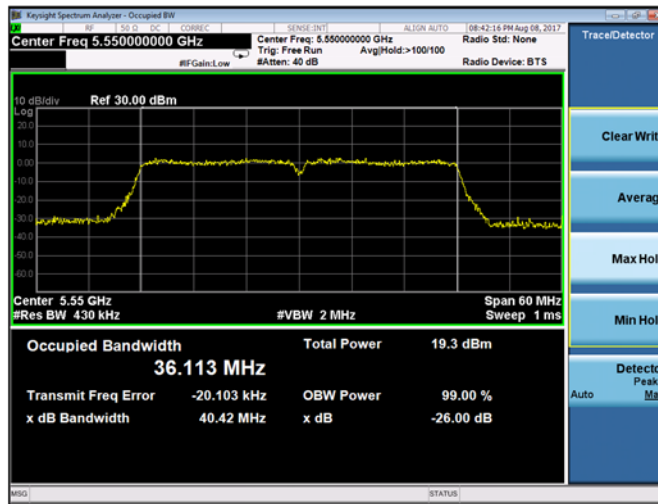 Keysight Spectrum Analyzer - Occupied BW
RF 50 Ω DC CORREC SENSE:INT ALIGN AUTO 08:42:16 PM Aug 08, 2017
Center Freq 5.550000000 GHz
Center Freq: 5.550000000 GHz
Radio Std: None
Trig: Free Run Avg|Hold:>100/100
#IFGain:Low
#Atten: 40 dB
Radio Device: BTS
10 dB/div Ref 30.00 dBm
Log
20.0
10.0
0.00
-10.0
-20.0
-30.0
-40.0
-50.0
-60.0
Center 5.55 GHz Span 60 MHz
#Res BW 430 kHz #VBW 2 MHz Sweep 1 ms
Occupied Bandwidth Total Power 19.3 dBm
36.113 MHz
Transmit Freq Error -20.103 kHz OBW Power 99.00 %
x dB Bandwidth 40.42 MHz x dB -26.00 dB
MSG STATUS
Trace/Detector
Clear Writ
Averag
Max Hol
Min Hol
Detecto
Peak
Auto Ma